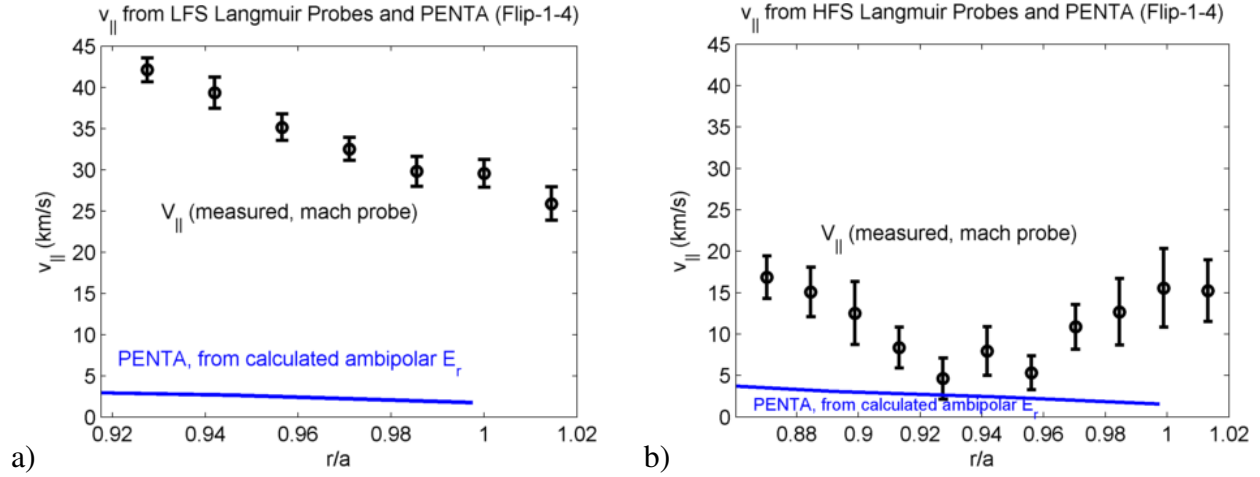 v|| from LFS Langmuir Probes and PENTA (Flip-1-4)
45
40
35
30
25
20
15
10
5
0
v|| (km/s)
V|| (measured, mach probe)
PENTA, from calculated ambipolar Er
0.92 0.94 0.96 0.98 1 1.02
r/a
a)
v|| from HFS Langmuir Probes and PENTA (Flip-1-4)
45
40
35
30
25
20
15
10
5
0
v|| (km/s)
V|| (measured, mach probe)
PENTA, from calculated ambipolar Er
0.88 0.9 0.92 0.94 0.96 0.98 1 1.02
r/a
b)